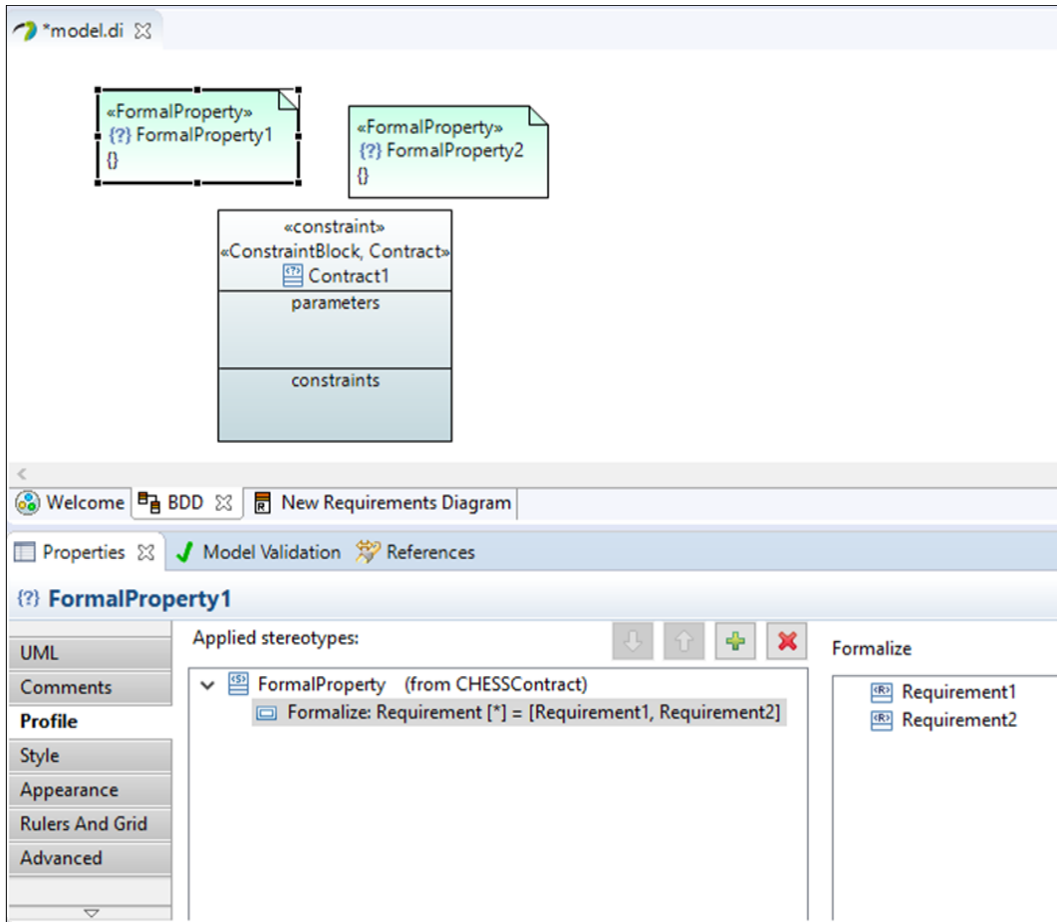 *model.di
«FormalProperty»
{?} FormalProperty1
{}
«FormalProperty»
{?} FormalProperty2
{}
«constraint»
«ConstraintBlock, Contract»
Contract1
parameters
constraints
Welcome BDD New Requirements Diagram
Properties Model Validation References
{?} FormalProperty1
UML
Comments
Profile
Style
Appearance
Rulers And Grid
Advanced
Applied stereotypes:
FormalProperty (from CHESSContract)
Formalize: Requirement [*] = [Requirement1, Requirement2]
Formalize
Requirement1
Requirement2